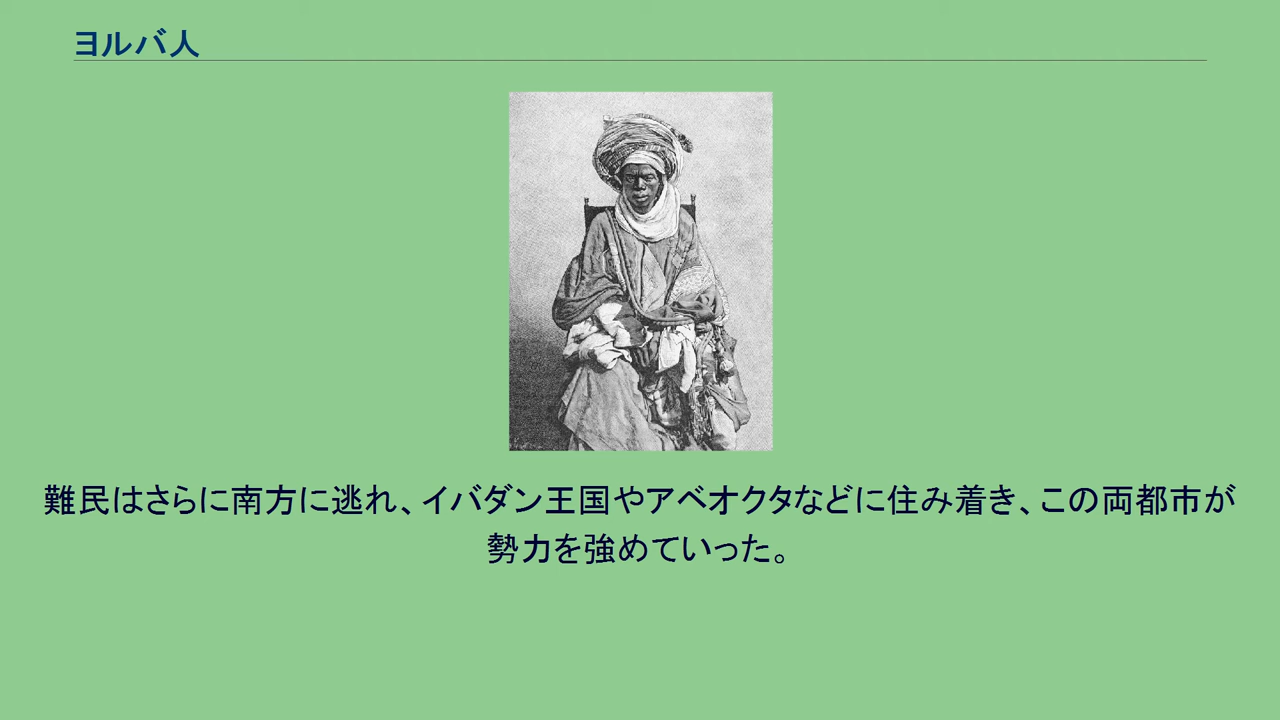 ヨルバ人
難民はさらに南方に逃れ、イバダン王国やアベオクタなどに住み着き、この両都市が
勢力を強めていった。